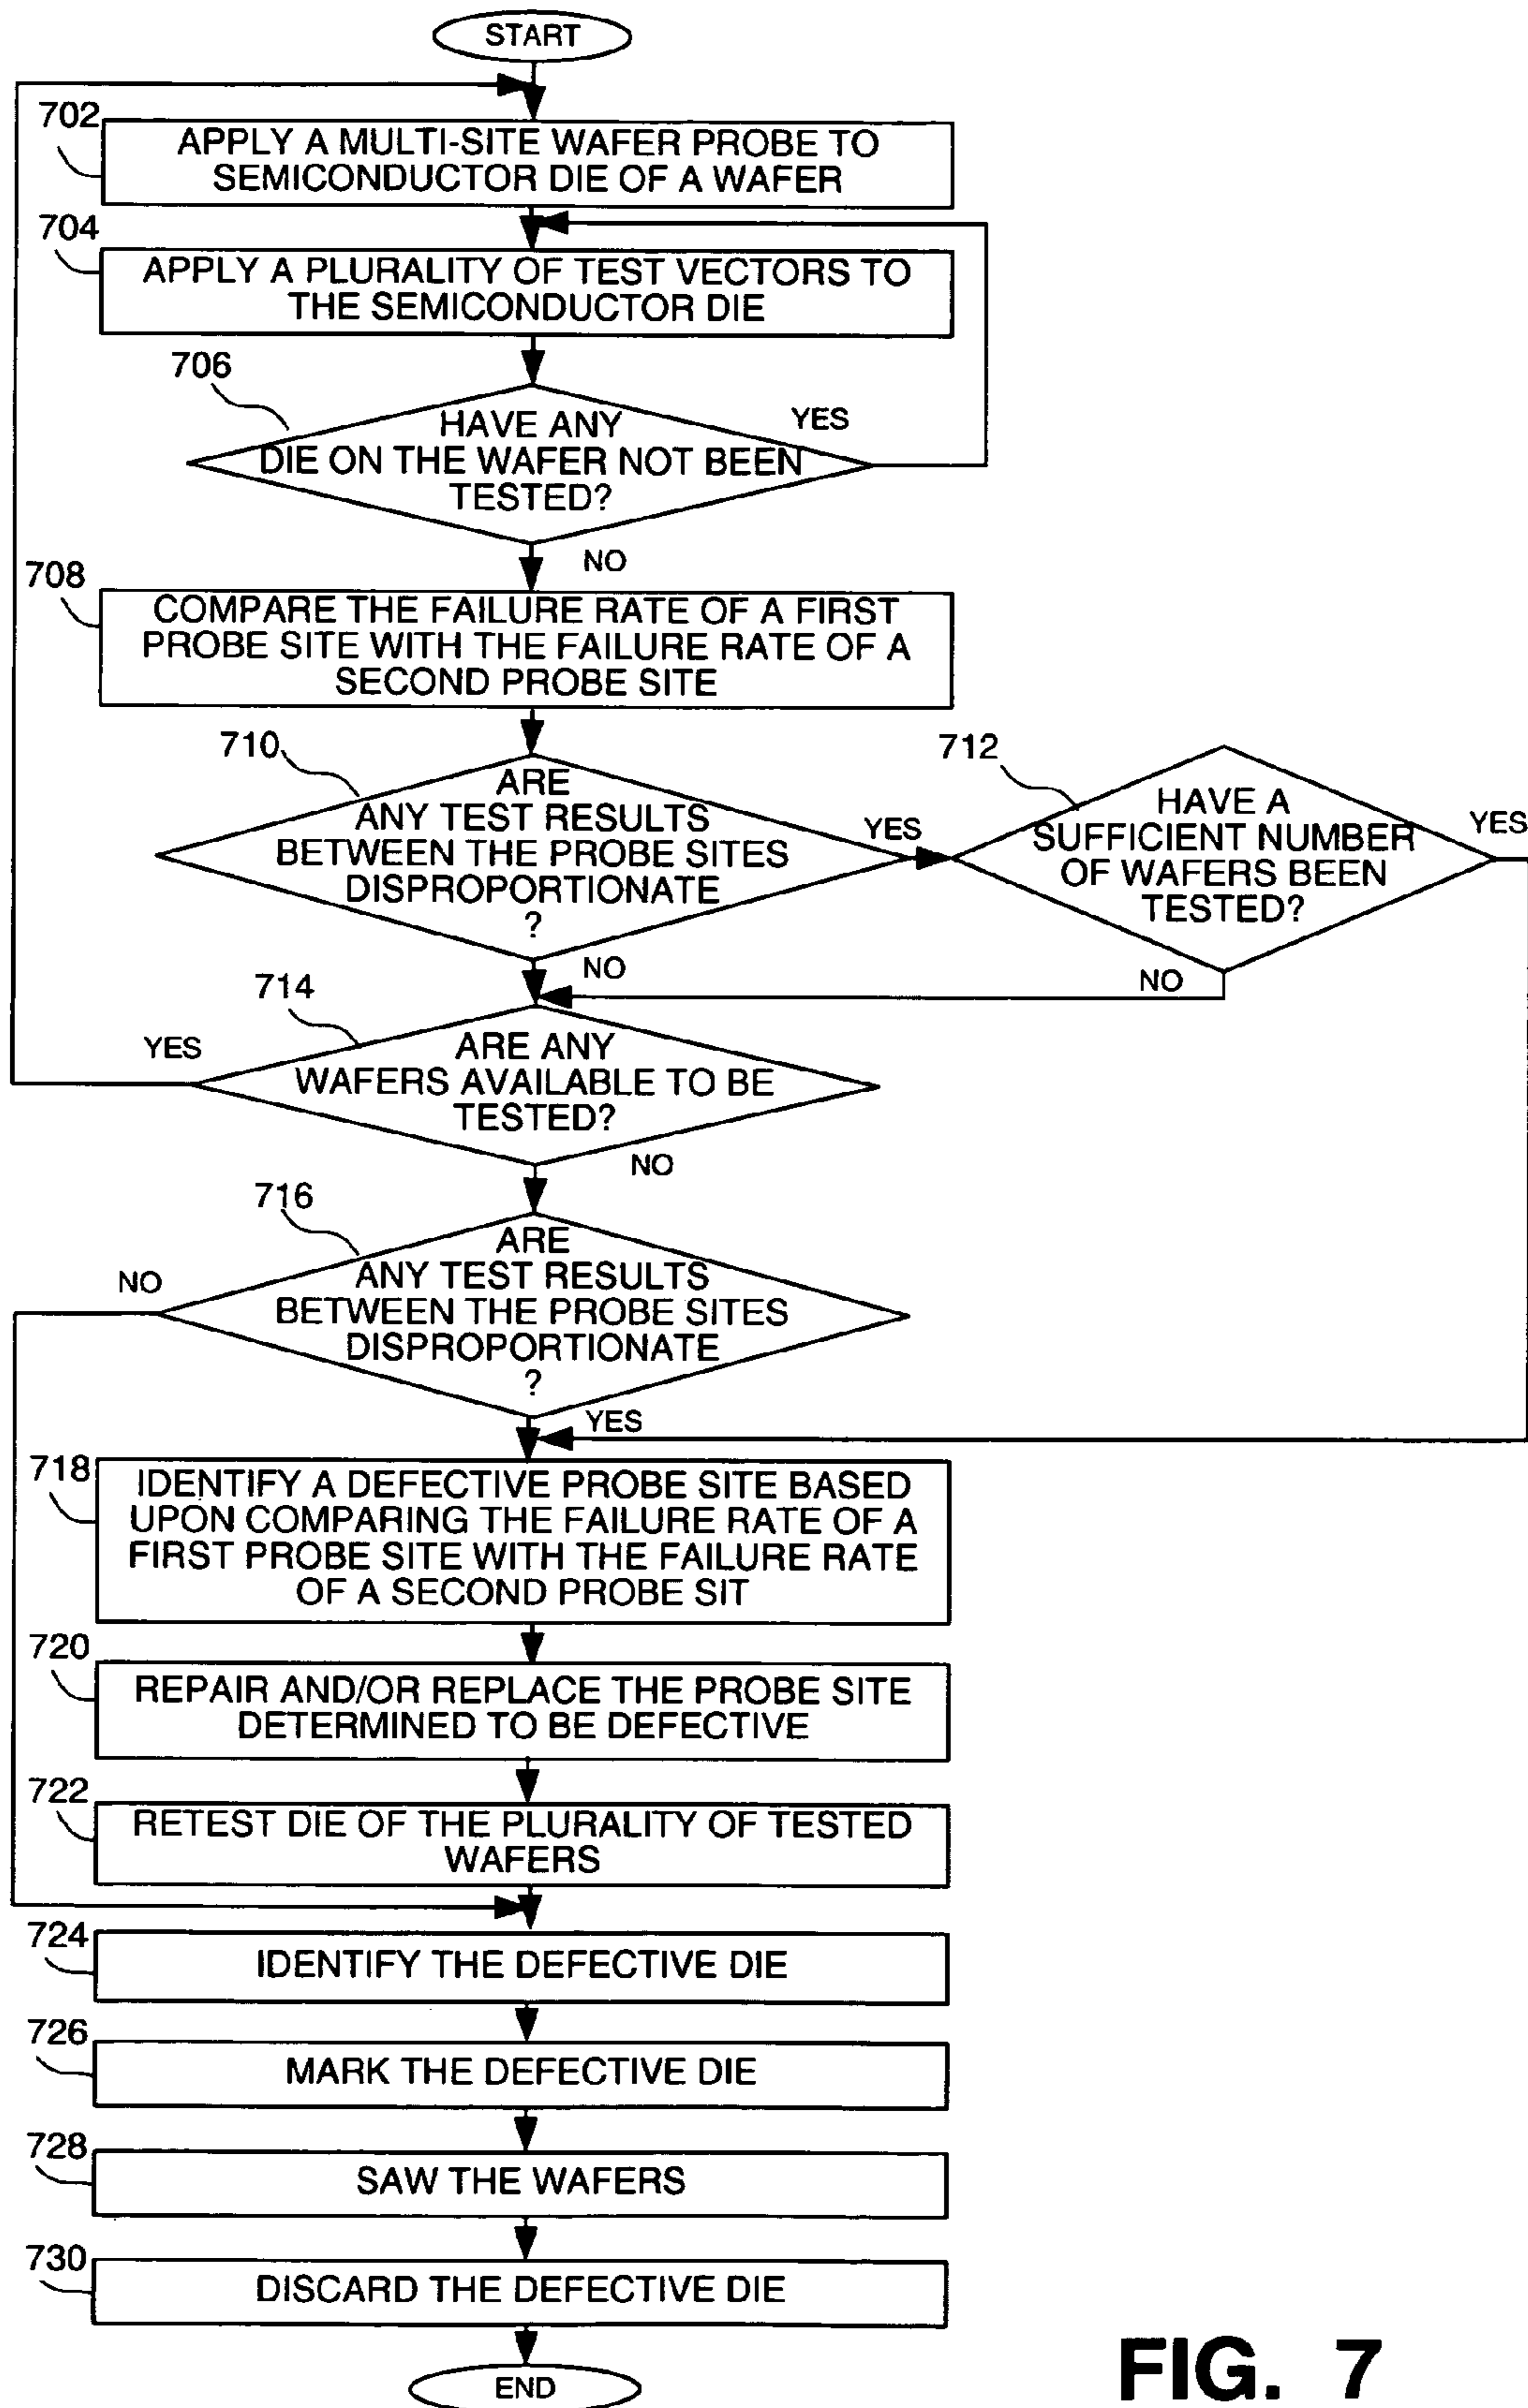 START
702
APPLY A MULTI-SITE WAFER PROBE TO
SEMICONDUCTOR DIE OF A WAFER
704
APPLY A PLURALITY OF TEST VECTORS TO
THE SEMICONDUCTOR DIE
706
HAVE ANY
DIE ON THE WAFER NOT BEEN
TESTED?
YES
NO
708
COMPARE THE FAILURE RATE OF A FIRST
PROBE SITE WITH THE FAILURE RATE OF A
SECOND PROBE SITE
710
ARE
ANY TEST RESULTS
BETWEEN THE PROBE SITES
DISPROPORTIONATE
?
YES
NO
712
HAVE A
SUFFICIENT NUMBER
OF WAFERS BEEN
TESTED?
YES
NO
714
ARE ANY
WAFERS AVAILABLE TO BE
TESTED?
YES
NO
716
ARE
ANY TEST RESULTS
BETWEEN THE PROBE SITES
DISPROPORTIONATE
?
NO
YES
718
IDENTIFY A DEFECTIVE PROBE SITE BASED
UPON COMPARING THE FAILURE RATE OF A
FIRST PROBE SITE WITH THE FAILURE RATE
OF A SECOND PROBE SIT
720
REPAIR AND/OR REPLACE THE PROBE SITE
DETERMINED TO BE DEFECTIVE
722
RETEST DIE OF THE PLURALITY OF TESTED
WAFERS
724
IDENTIFY THE DEFECTIVE DIE
726
MARK THE DEFECTIVE DIE
728
SAW THE WAFERS
730
DISCARD THE DEFECTIVE DIE
END
FIG. 7